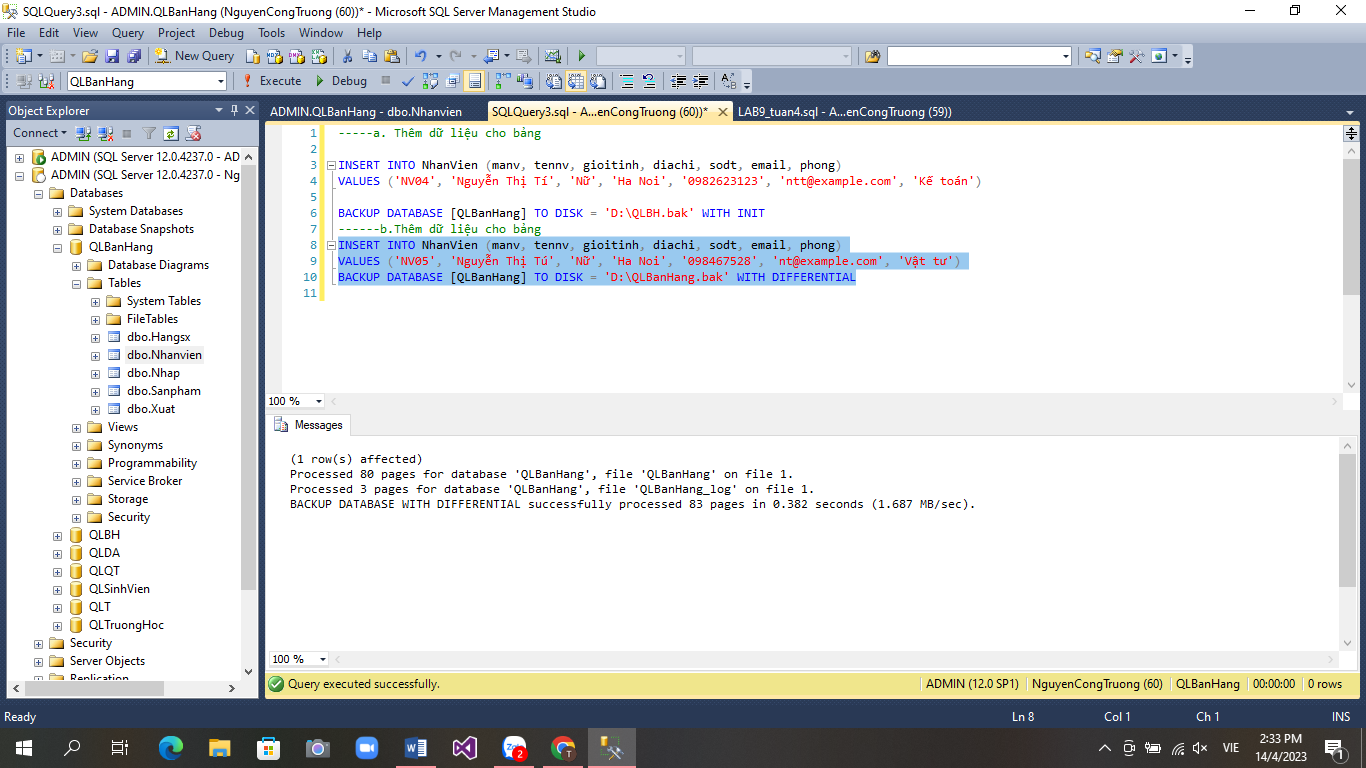 SQLQuery3.sql - ADMIN.QLBanHang (NguyenCongTruong (60))* - Microsoft SQL Server Management Studio
File Edit View Query Project Debug Tools Window Help
New Query
QLBanHang Execute Debug
Object Explorer
Connect
ADMIN (SQL Server 12.0.4237.0 - AD
ADMIN (SQL Server 12.0.4237.0 - Ng
Databases
System Databases
Database Snapshots
QLBanHang
Database Diagrams
Tables
System Tables
FileTables
dbo.Hangsx
dbo.Nhanvien
dbo.Nhap
dbo.Sanpham
dbo.Xuat
Views
Synonyms
Programmability
Service Broker
Storage
Security
QLBH
QLDA
QLQT
QLSinhVien
QLT
QLTruongHoc
Security
Server Objects
Replication
ADMIN.QLBanHang - dbo.Nhanvien SQLQuery3.sql - A...enCongTruong (60))* LAB9_tuan4.sql - A...enCongTruong (59))
1 -----a. Thêm dữ liệu cho bảng
2
3 INSERT INTO NhanVien (manv, tennv, gioitinh, diachi, sodt, email, phong)
4 VALUES ('NV04', 'Nguyễn Thị Tí', 'Nữ', 'Ha Noi', '0982623123', 'ntt@example.com', 'Kế toán')
5
6 BACKUP DATABASE [QLBanHang] TO DISK = 'D:\QLBH.bak' WITH INIT
7 ------b.Thêm dữ liệu cho bảng
8 INSERT INTO NhanVien (manv, tennv, gioitinh, diachi, sodt, email, phong)
9 VALUES ('NV05', 'Nguyễn Thị Tú', 'Nữ', 'Ha Noi', '098467528', 'nt@example.com', 'Vật tư')
10 BACKUP DATABASE [QLBanHang] TO DISK = 'D:\QLBanHang.bak' WITH DIFFERENTIAL
11
100 %
Messages
(1 row(s) affected)
Processed 80 pages for database 'QLBanHang', file 'QLBanHang' on file 1.
Processed 3 pages for database 'QLBanHang', file 'QLBanHang_log' on file 1.
BACKUP DATABASE WITH DIFFERENTIAL successfully processed 83 pages in 0.382 seconds (1.687 MB/sec).
100 %
Query executed successfully. ADMIN (12.0 SP1) NguyenCongTruong (60) QLBanHang 00:00:00 0 rows
Ready Ln 8 Col 1 Ch 1 INS
VIE 2:33 PM
14/4/2023